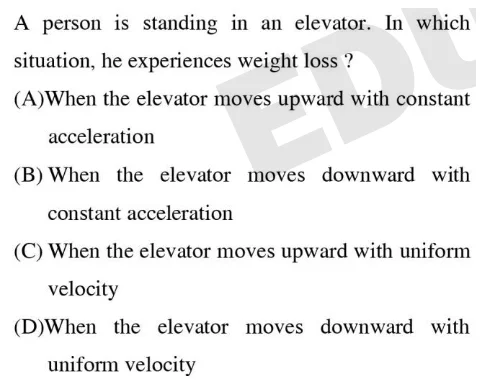 A person is standing in an elevator. In which
situation, he experiences weight loss ?
(A)When the elevator moves upward with constant
acceleration
(B) When the elevator moves downward with
constant acceleration
(C) When the elevator moves upward with uniform
velocity
(D)When the elevator moves downward with
uniform velocity
EDU